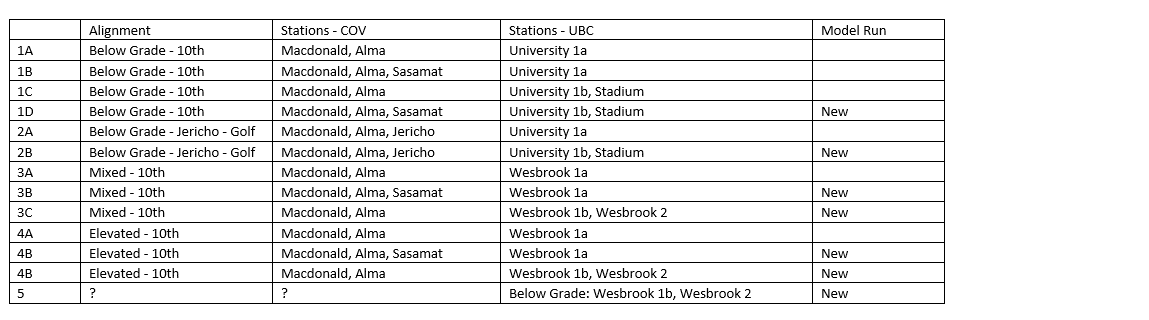 Alignment Stations - COV Stations - UBC Model Run
1A Below Grade - 10th Macdonald, Alma University 1a
1B Below Grade - 10th Macdonald, Alma, Sasamat University 1a
1C Below Grade - 10th Macdonald, Alma University 1b, Stadium
1D Below Grade - 10th Macdonald, Alma, Sasamat University 1b, Stadium New
2A Below Grade - Jericho - Golf Macdonald, Alma, Jericho University 1a
2B Below Grade - Jericho - Golf Macdonald, Alma, Jericho University 1b, Stadium New
3A Mixed - 10th Macdonald, Alma Wesbrook 1a
3B Mixed - 10th Macdonald, Alma, Sasamat Wesbrook 1a New
3C Mixed - 10th Macdonald, Alma Wesbrook 1b, Wesbrook 2 New
4A Elevated - 10th Macdonald, Alma Wesbrook 1a
4B Elevated - 10th Macdonald, Alma, Sasamat Wesbrook 1a New
4B Elevated - 10th Macdonald, Alma Wesbrook 1b, Wesbrook 2 New
5 ? ? Below Grade: Wesbrook 1b, Wesbrook 2 New